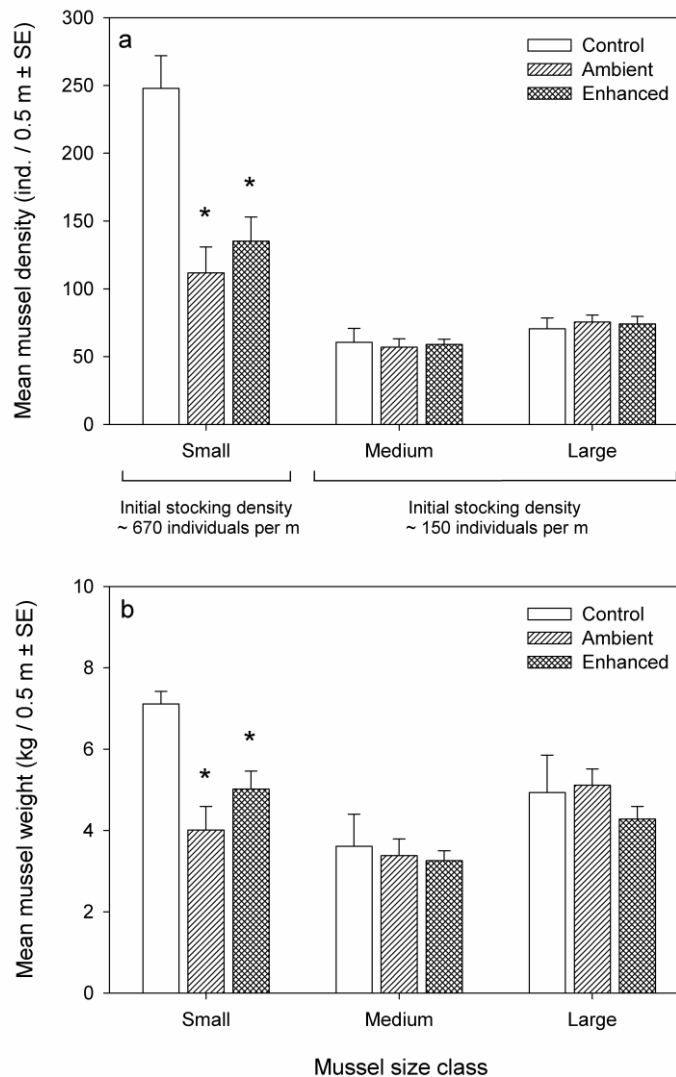 a
Control
Ambient
Enhanced
Mean mussel density (ind. / 0.5 m ± SE)
300
250
200
150
100
50
0
* *
Small Medium Large
Initial stocking density
~ 670 individuals per m
Initial stocking density
~ 150 individuals per m
b
Control
Ambient
Enhanced
Mean mussel weight (kg / 0.5 m ± SE)
10
8
6
4
2
0
* *
Small Medium Large
Mussel size class